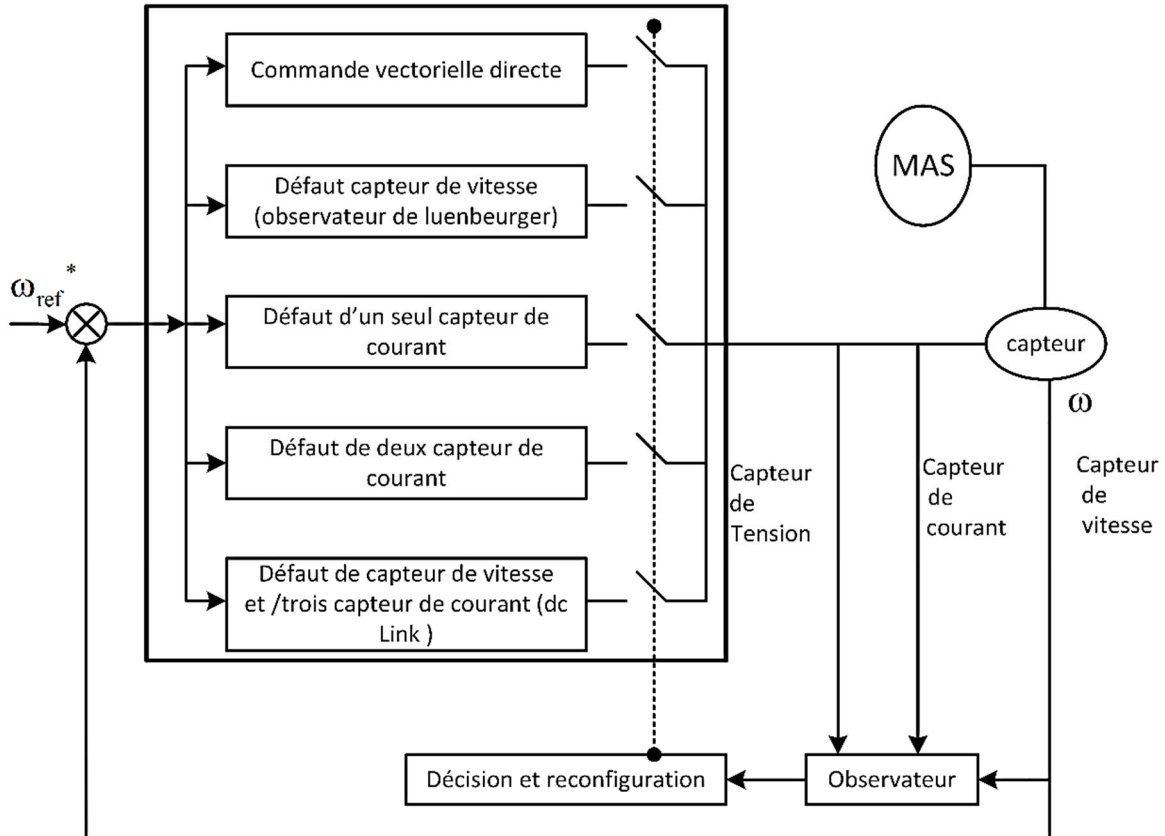 Commande vectorielle directe
Défaut capteur de vitesse
(observateur de luenbeurger)
Défaut d'un seul capteur de
courant
Défaut de deux capteur de
courant
Défaut de capteur de vitesse
et /trois capteur de courant (dc
Link )
ω ref *
MAS
capteur
ω
Capteur
de
Tension
Capteur
de
courant
Capteur
de
vitesse
Décision et reconfiguration
Observateur